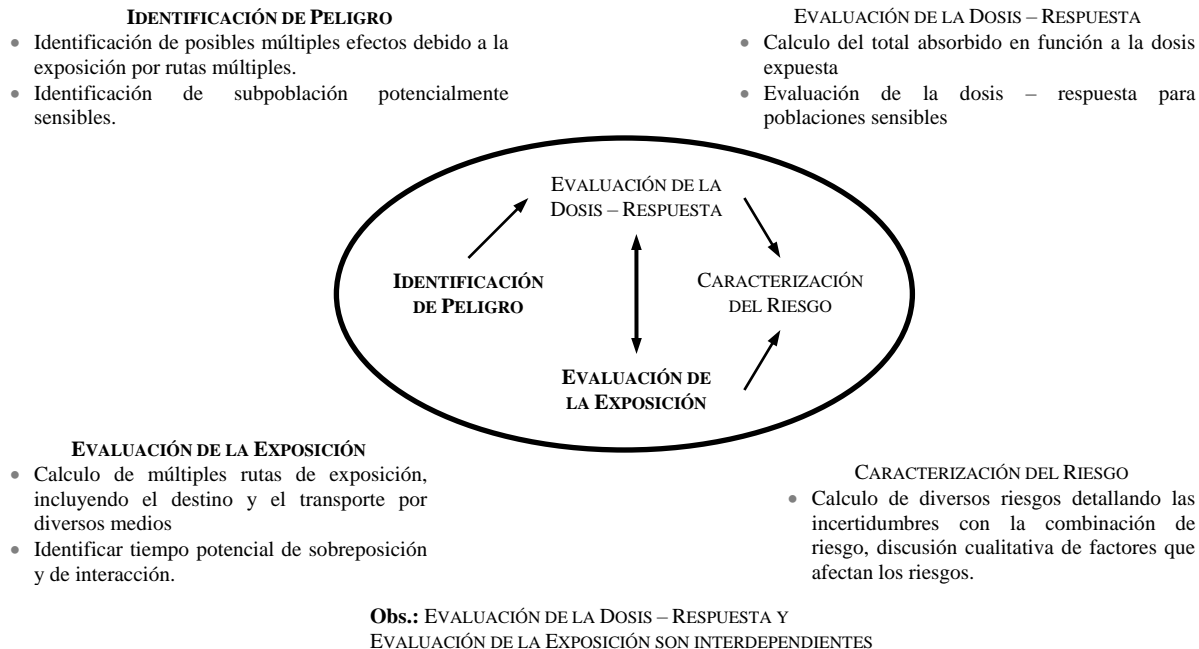 IDENTIFICACIÓN DE PELIGRO
• Identificación de posibles múltiples efectos debido a la
exposición por rutas múltiples.
• Identificación de subpoblación potencialmente
sensibles.
EVALUACIÓN DE LA DOSIS – RESPUESTA
• Calculo del total absorbido en función a la dosis
expuesta
• Evaluación de la dosis – respuesta para
poblaciones sensibles
EVALUACIÓN DE LA
DOSIS – RESPUESTA
IDENTIFICACIÓN
DE PELIGRO
CARACTERIZACIÓN
DEL RIESGO
EVALUACIÓN DE
LA EXPOSICIÓN
EVALUACIÓN DE LA EXPOSICIÓN
• Calculo de múltiples rutas de exposición,
incluyendo el destino y el transporte por
diversos medios
• Identificar tiempo potencial de sobreposición
y de interacción.
CARACTERIZACIÓN DEL RIESGO
• Calculo de diversos riesgos detallando las
incertidumbres con la combinación de
riesgo, discusión cualitativa de factores que
afectan los riesgos.
Obs.: EVALUACIÓN DE LA DOSIS – RESPUESTA Y
EVALUACIÓN DE LA EXPOSICIÓN SON INTERDEPENDIENTES